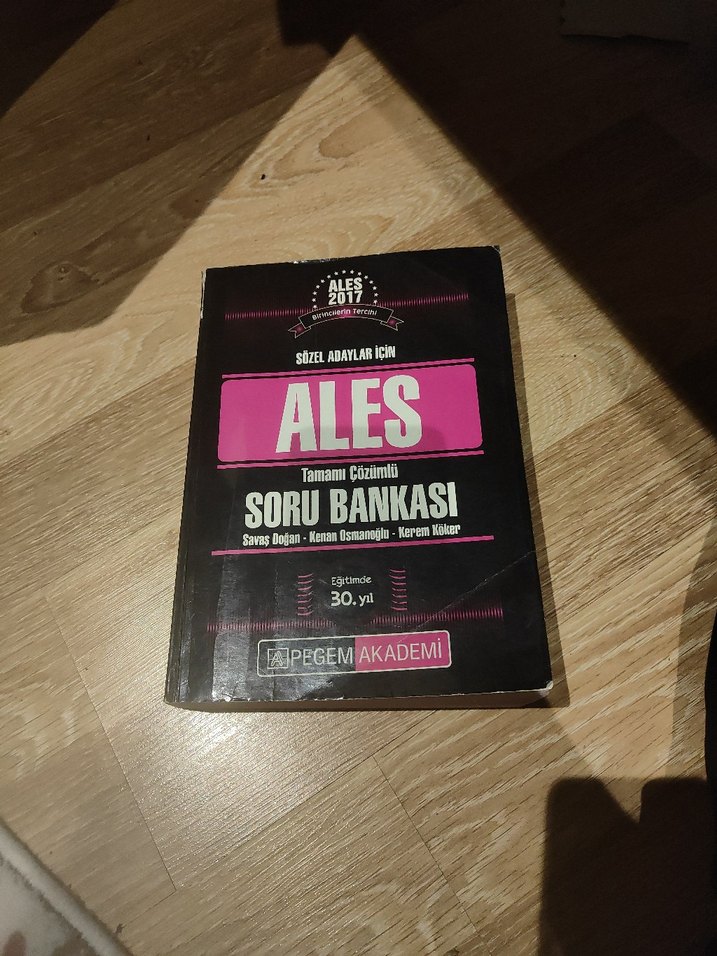 ALES
2017
Birincilerin Tercihi
SÖZEL ADAYLAR İÇİN
ALES
Tamamı Çözümlü
SORU BANKASI
Savaş Doğan - Kenan Osmanoğlu - Kerem Köker
Eğitimde
30. yıl
PEGEM AKADEMİ